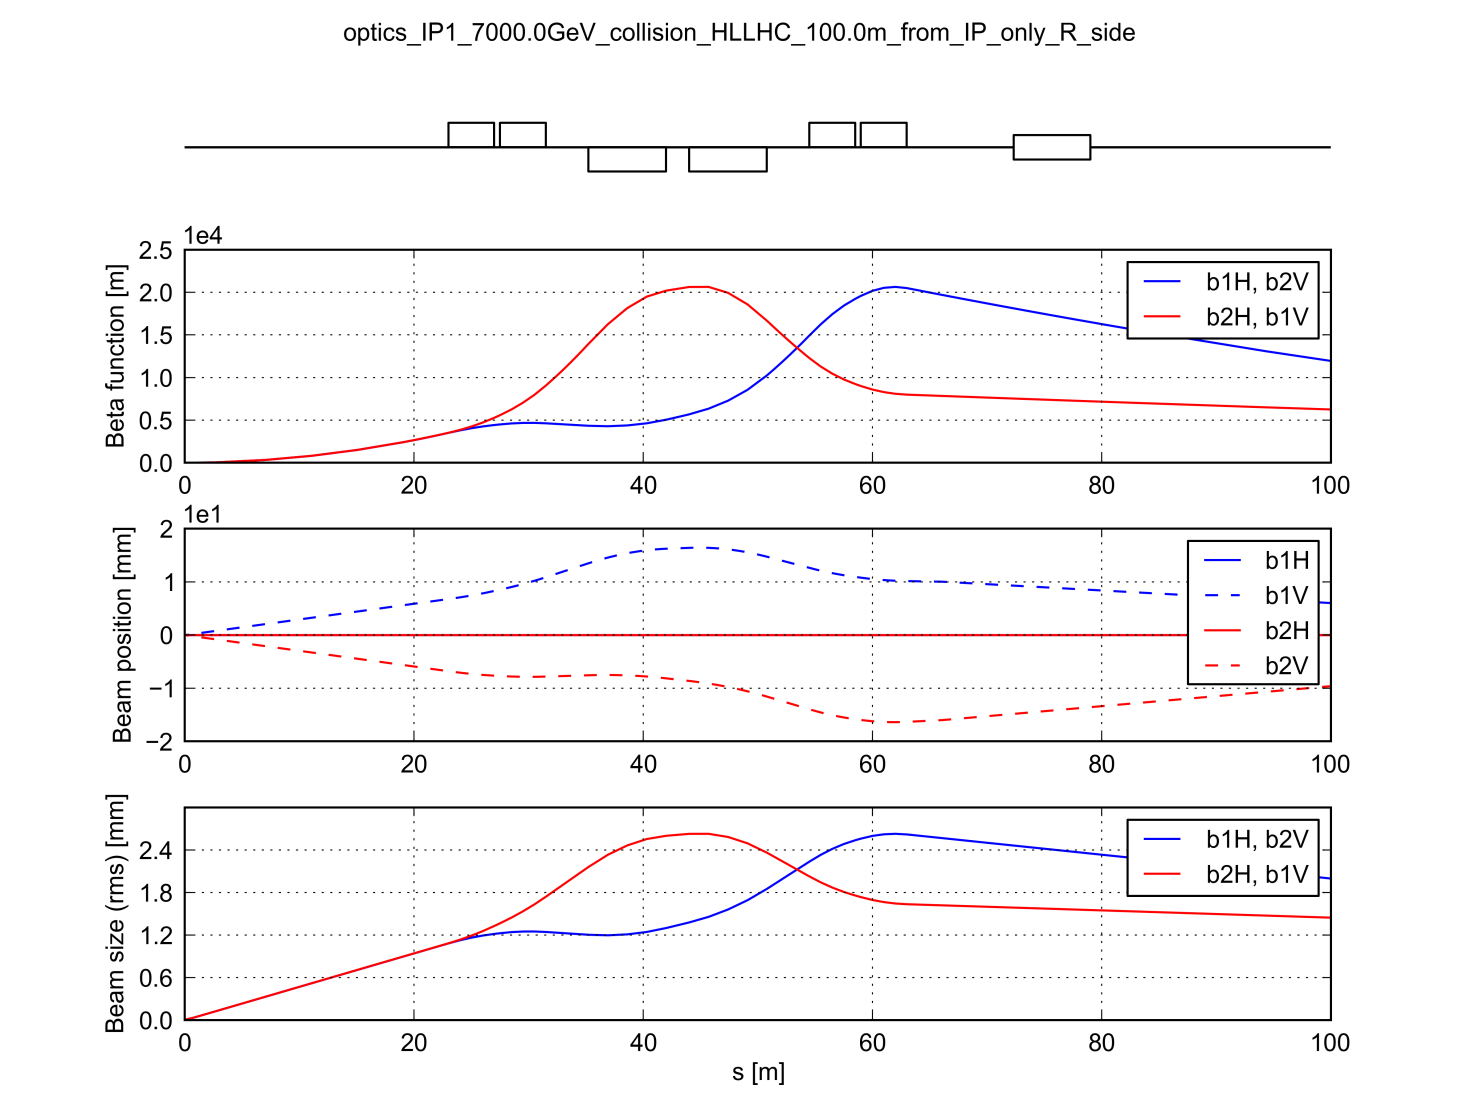 optics_IP1_7000.0GeV_collision_HLLHC_100.0m_from_IP_only_R_side
1e4
Beta function [m]
2.5
2.0
1.5
1.0
0.5
0.0
b1H, b2V
b2H, b1V
0 20 40 60 80 100
1e1
Beam position [mm]
2
1
0
−1
−2
b1H
b1V
b2H
b2V
0 20 40 60 80 100
Beam size (rms) [mm]
2.4
1.8
1.2
0.6
0.0
b1H, b2V
b2H, b1V
0 20 40 60 80 100
s [m]